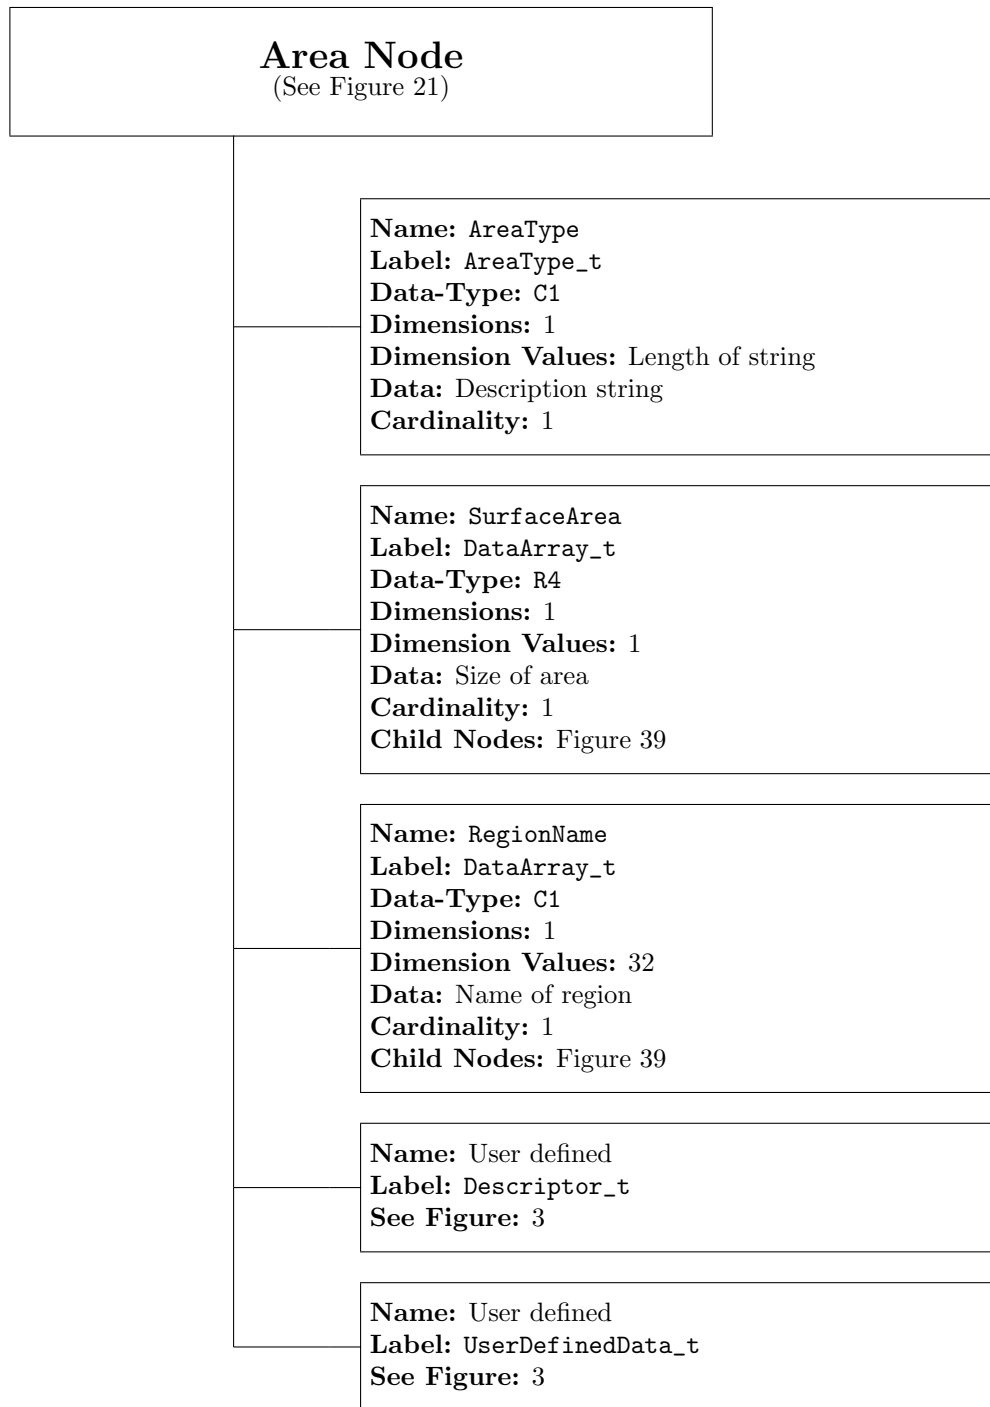 Area Node
(See Figure 21)
Name: AreaType
Label: AreaType_t
Data-Type: C1
Dimensions: 1
Dimension Values: Length of string
Data: Description string
Cardinality: 1
Name: SurfaceArea
Label: DataArray_t
Data-Type: R4
Dimensions: 1
Dimension Values: 1
Data: Size of area
Cardinality: 1
Child Nodes: Figure 39
Name: RegionName
Label: DataArray_t
Data-Type: C1
Dimensions: 1
Dimension Values: 32
Data: Name of region
Cardinality: 1
Child Nodes: Figure 39
Name: User defined
Label: Descriptor_t
See Figure: 3
Name: User defined
Label: UserDefinedData_t
See Figure: 3